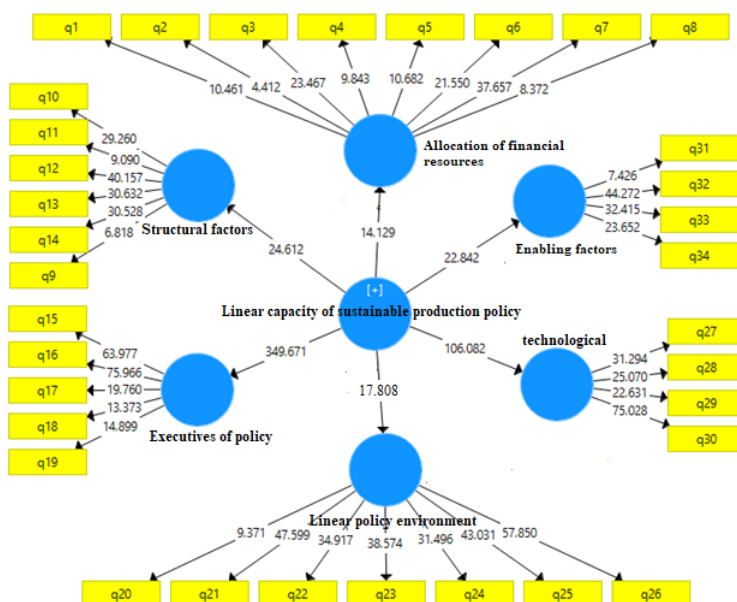 q1 q2 q3 q4 q5 q6 q7 q8
10.461 4.412 23.467 9.843 10.682 21.550 37.657 8.372
Allocation of financial
resources
q10
q11
q12
q13
q14
q9
29.260
9.090
40.157
30.632
30.528
6.818
Structural factors
q31
q32
q33
q34
7.426
44.272
32.415
23.652
Enabling factors
24.612
14.129
22.842
[+]
Linear capacity of sustainable production policy
349.671
17.808
106.082
q15
q16
q17
q18
q19
63.977
75.966
19.760
13.373
14.899
Executives of policy
technological
q27
q28
q29
q30
31.294
25.070
22.631
75.028
Linear policy environment
9.371 47.599 34.917 38.574 31.496 43.031 57.850
q20 q21 q22 q23 q24 q25 q26